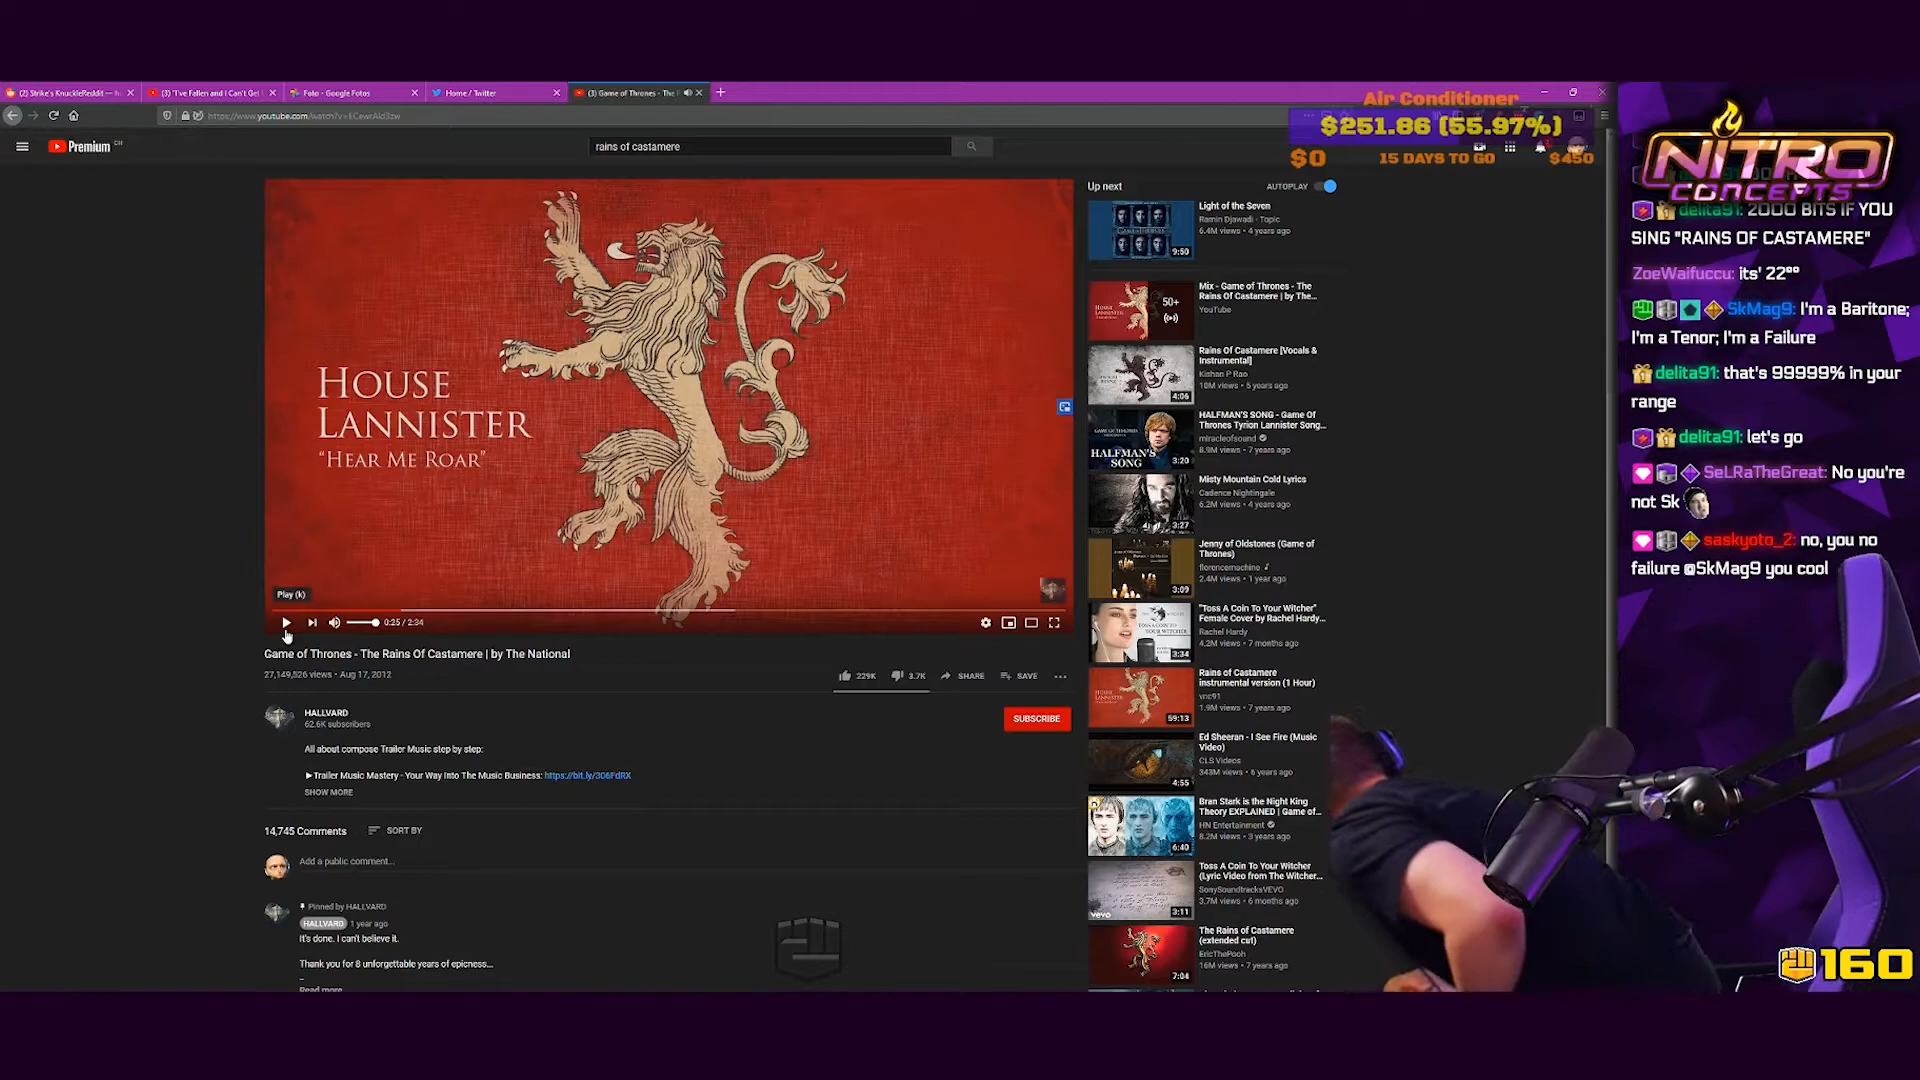 (2) Strike's KnuckleReddit — h
(3) 'I've Fallen and I Can't Get
Foto - Google Fotos
Home / Twitter
(3) Game of Thrones - The
https://www.youtube.com/watch?v=
Premium CH
rains of castamere
Air Conditioner
$251.86 (55.97%)
$0
15 DAYS TO GO
$450
HOUSE
LANNISTER
"HEAR ME ROAR"
Play (k)
0:25 / 2:34
Game of Thrones - The Rains Of Castamere | by The National
27,149,526 views • Aug 17, 2012
229K
3.7K
SHARE
SAVE
HALLVARD
62.6K subscribers
SUBSCRIBE
All about compose Trailer Music step by step:
►Trailer Music Mastery - Your Way Into The Music Business: https://bit.ly/306FdRX
SHOW MORE
14,745 Comments
SORT BY
Add a public comment...
Pinned by HALLVARD
HALLVARD 1 year ago
It's done. I can't believe it.
Thank you for 8 unforgettable years of epicness...
Read more
Up next
AUTOPLAY
Light of the Seven
Ramin Djawadi - Topic
6.4M views • 4 years ago
9:50
Mix - Game of Thrones - The
Rains Of Castamere | by The...
YouTube
50+
Rains Of Castamere [Vocals &
Instrumental]
Kishan P Rao
10M views • 5 years ago
4:06
HALFMAN'S SONG - Game Of
Thrones Tyrion Lannister Song...
miracleofsound
8.9M views • 7 years ago
HALFMAN'S
SONG
3:20
Misty Mountain Cold Lyrics
Cadence Nightingale
6.2M views • 4 years ago
3:27
Jenny of Oldstones (Game of
Thrones)
florencemachine
2.4M views • 1 year ago
3:09
"Toss A Coin To Your Witcher"
Female Cover by Rachel Hardy...
Rachel Hardy
4.2M views • 7 months ago
3:34
Rains of Castamere
instrumental version (1 Hour)
vnc91
1.9M views • 7 years ago
59:13
Ed Sheeran - I See Fire (Music
Video)
CLS Videos
343M views • 6 years ago
4:55
Bran Stark is the Night King
Theory EXPLAINED | Game of...
HN Entertainment
8.2M views • 3 years ago
6:40
Toss A Coin To Your Witcher
(Lyric Video from The Witcher...
SonySoundtracksVEVO
3.7M views • 6 months ago
vevo
3:11
The Rains of Castamere
(extended cut)
EricThePooh
16M views • 7 years ago
7:04
NITRO
CONCEPTS
delita91: 2000 BITS IF YOU
SING "RAINS OF CASTAMERE"
ZoeWaifuccu: its' 22°°
SkMag9: I'm a Baritone;
I'm a Tenor; I'm a Failure
delita91: that's 99999% in your
range
delita91: let's go
SeLRaTheGreat: No you're
not Sk
saskyoto_2: no, you no
failure @SkMag9 you cool
160